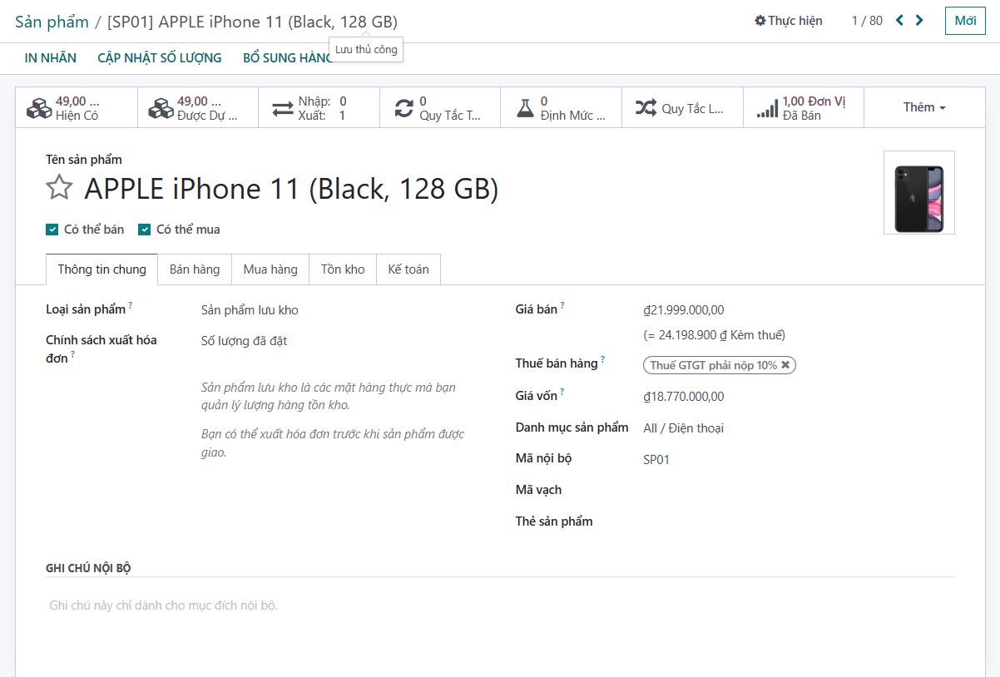 Sản phẩm / [SP01] APPLE iPhone 11 (Black, 128 GB)
Thực hiện
1 / 80
Mới
Lưu thủ công
IN NHÃN
CẬP NHẬT SỐ LƯỢNG
BỔ SUNG HÀNG
49,00 ...
Hiện Có
49,00 ...
Được Dự ...
Nhập: 0
Xuất: 1
0
Quy Tắc T...
0
Định Mức ...
Quy Tắc L...
1,00 Đơn Vị
Đã Bán
Thêm
Tên sản phẩm
APPLE iPhone 11 (Black, 128 GB)
Có thể bán
Có thể mua
Thông tin chung
Bán hàng
Mua hàng
Tồn kho
Kế toán
Loại sản phẩm ?
Sản phẩm lưu kho
Chính sách xuất hóa
đơn ?
Số lượng đã đặt
Sản phẩm lưu kho là các mặt hàng thực mà bạn
quản lý lượng hàng tồn kho.
Bạn có thể xuất hóa đơn trước khi sản phẩm được
giao.
Giá bán ?
₫21.999.000,00
(= 24.198.900 ₫ Kèm thuế)
Thuế bán hàng ?
Thuế GTGT phải nộp 10% ✖
Giá vốn ?
₫18.770.000,00
Danh mục sản phẩm
All / Điện thoại
Mã nội bộ
SP01
Mã vạch
Thẻ sản phẩm
GHI CHÚ NỘI BỘ
Ghi chú này chỉ dành cho mục đích nội bộ.